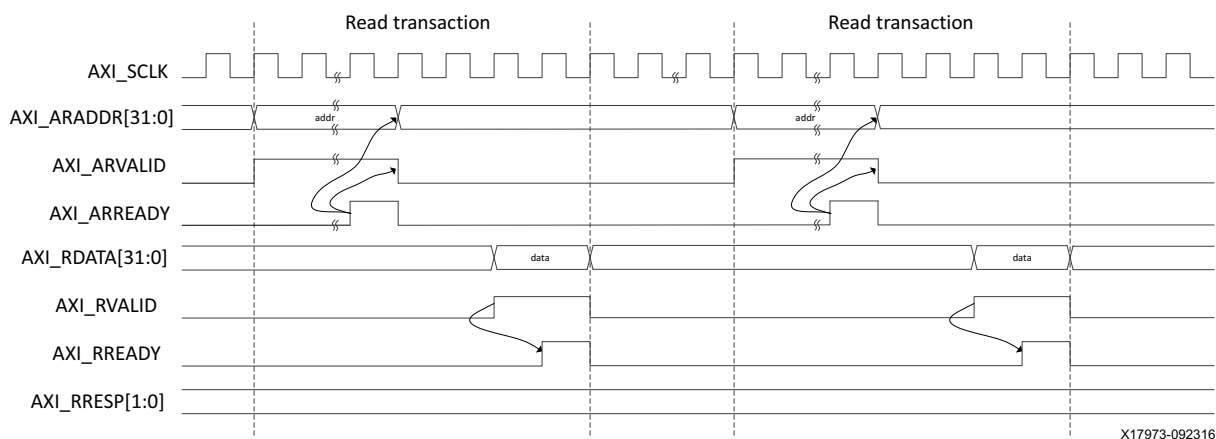 Read transaction
Read transaction
AXI_SCLK
AXI_ARADDR[31:0]
addr
addr
AXI_ARVALID
AXI_ARREADY
AXI_RDATA[31:0]
data
data
AXI_RVALID
AXI_RREADY
AXI_RRESP[1:0]
X17973-092316